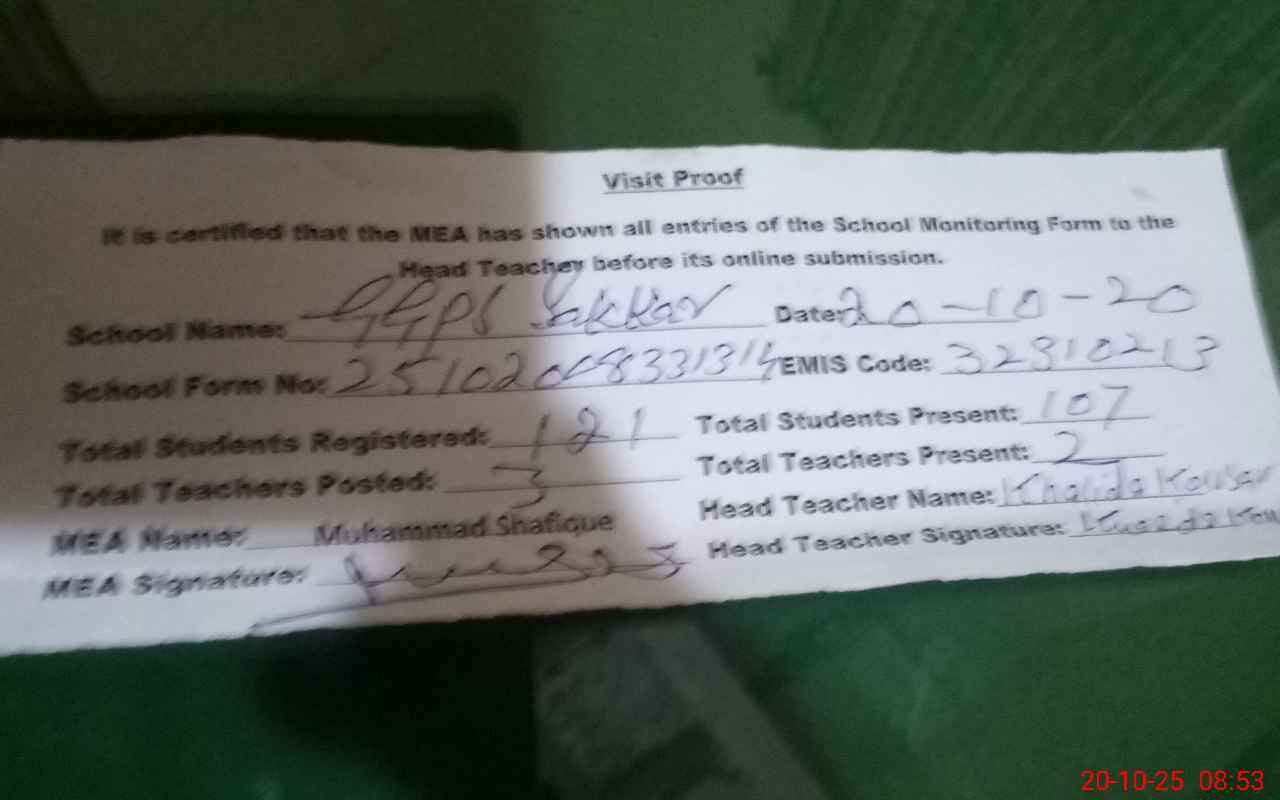 Visit Proof
It is certified that the MEA has shown all entries of the School Monitoring Form to the
Head Teacher before its online submission.
School Name: GGPS Sakkar Date: 20-10-20
School Form No: EMIS Code: 32310213
Total Students Registered: 121 Total Students Present: 107
Total Teachers Posted: 3 Total Teachers Present: 2
MEA Name: Muhammad Shafique Head Teacher Name: Khalida Kousar
MEA Signature: Head Teacher Signature:
20-10-25 08:53